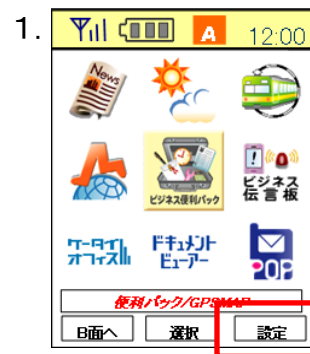 1.
A 12:00
News
ビジネス便利パック
ビジネス
伝言板
ケータイ
オフィス
ドキュメント
ビューアー
POP
便利パック/GPSMAP
B面へ 選択 設定